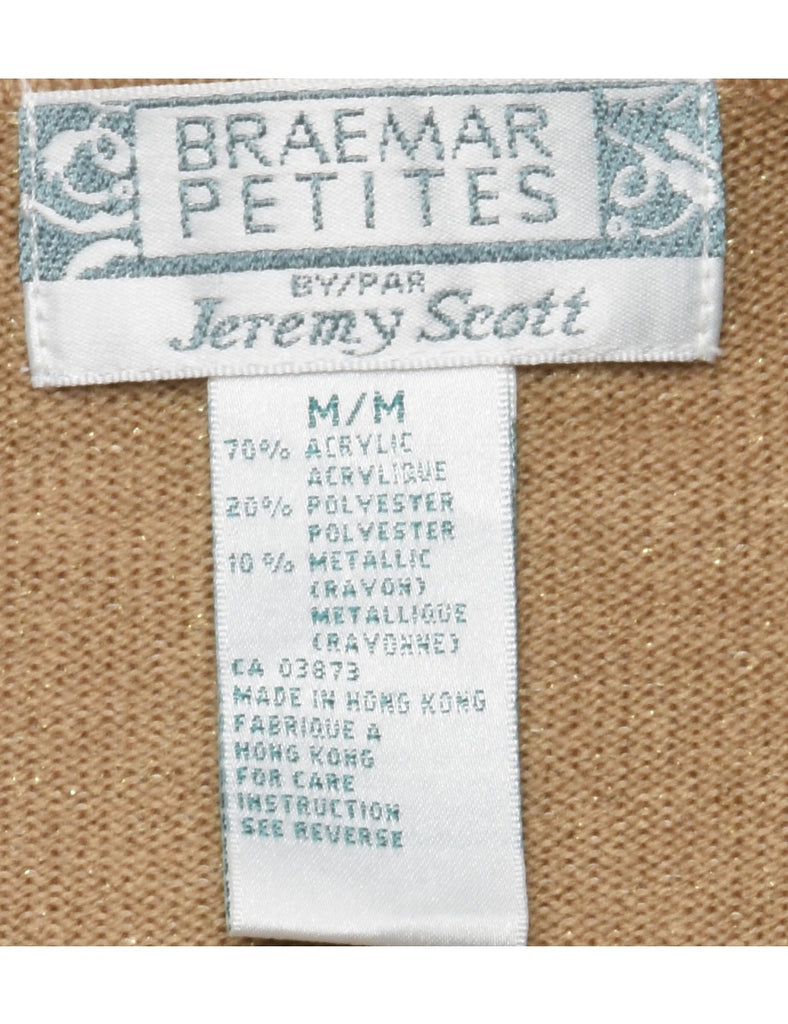 BRAEMAR
PETITES
BY/PAR
Jeremy Scott
M/M
70% ACRYLIC
ACRYLIQUE
20% POLYESTER
POLYESTER
10% METALLIC
(RAYON)
METALLIQUE
(RAYONNE)
CA 03873
MADE IN HONG KONG
FABRIQUE A
HONG KONG
FOR CARE
INSTRUCTION
SEE REVERSE